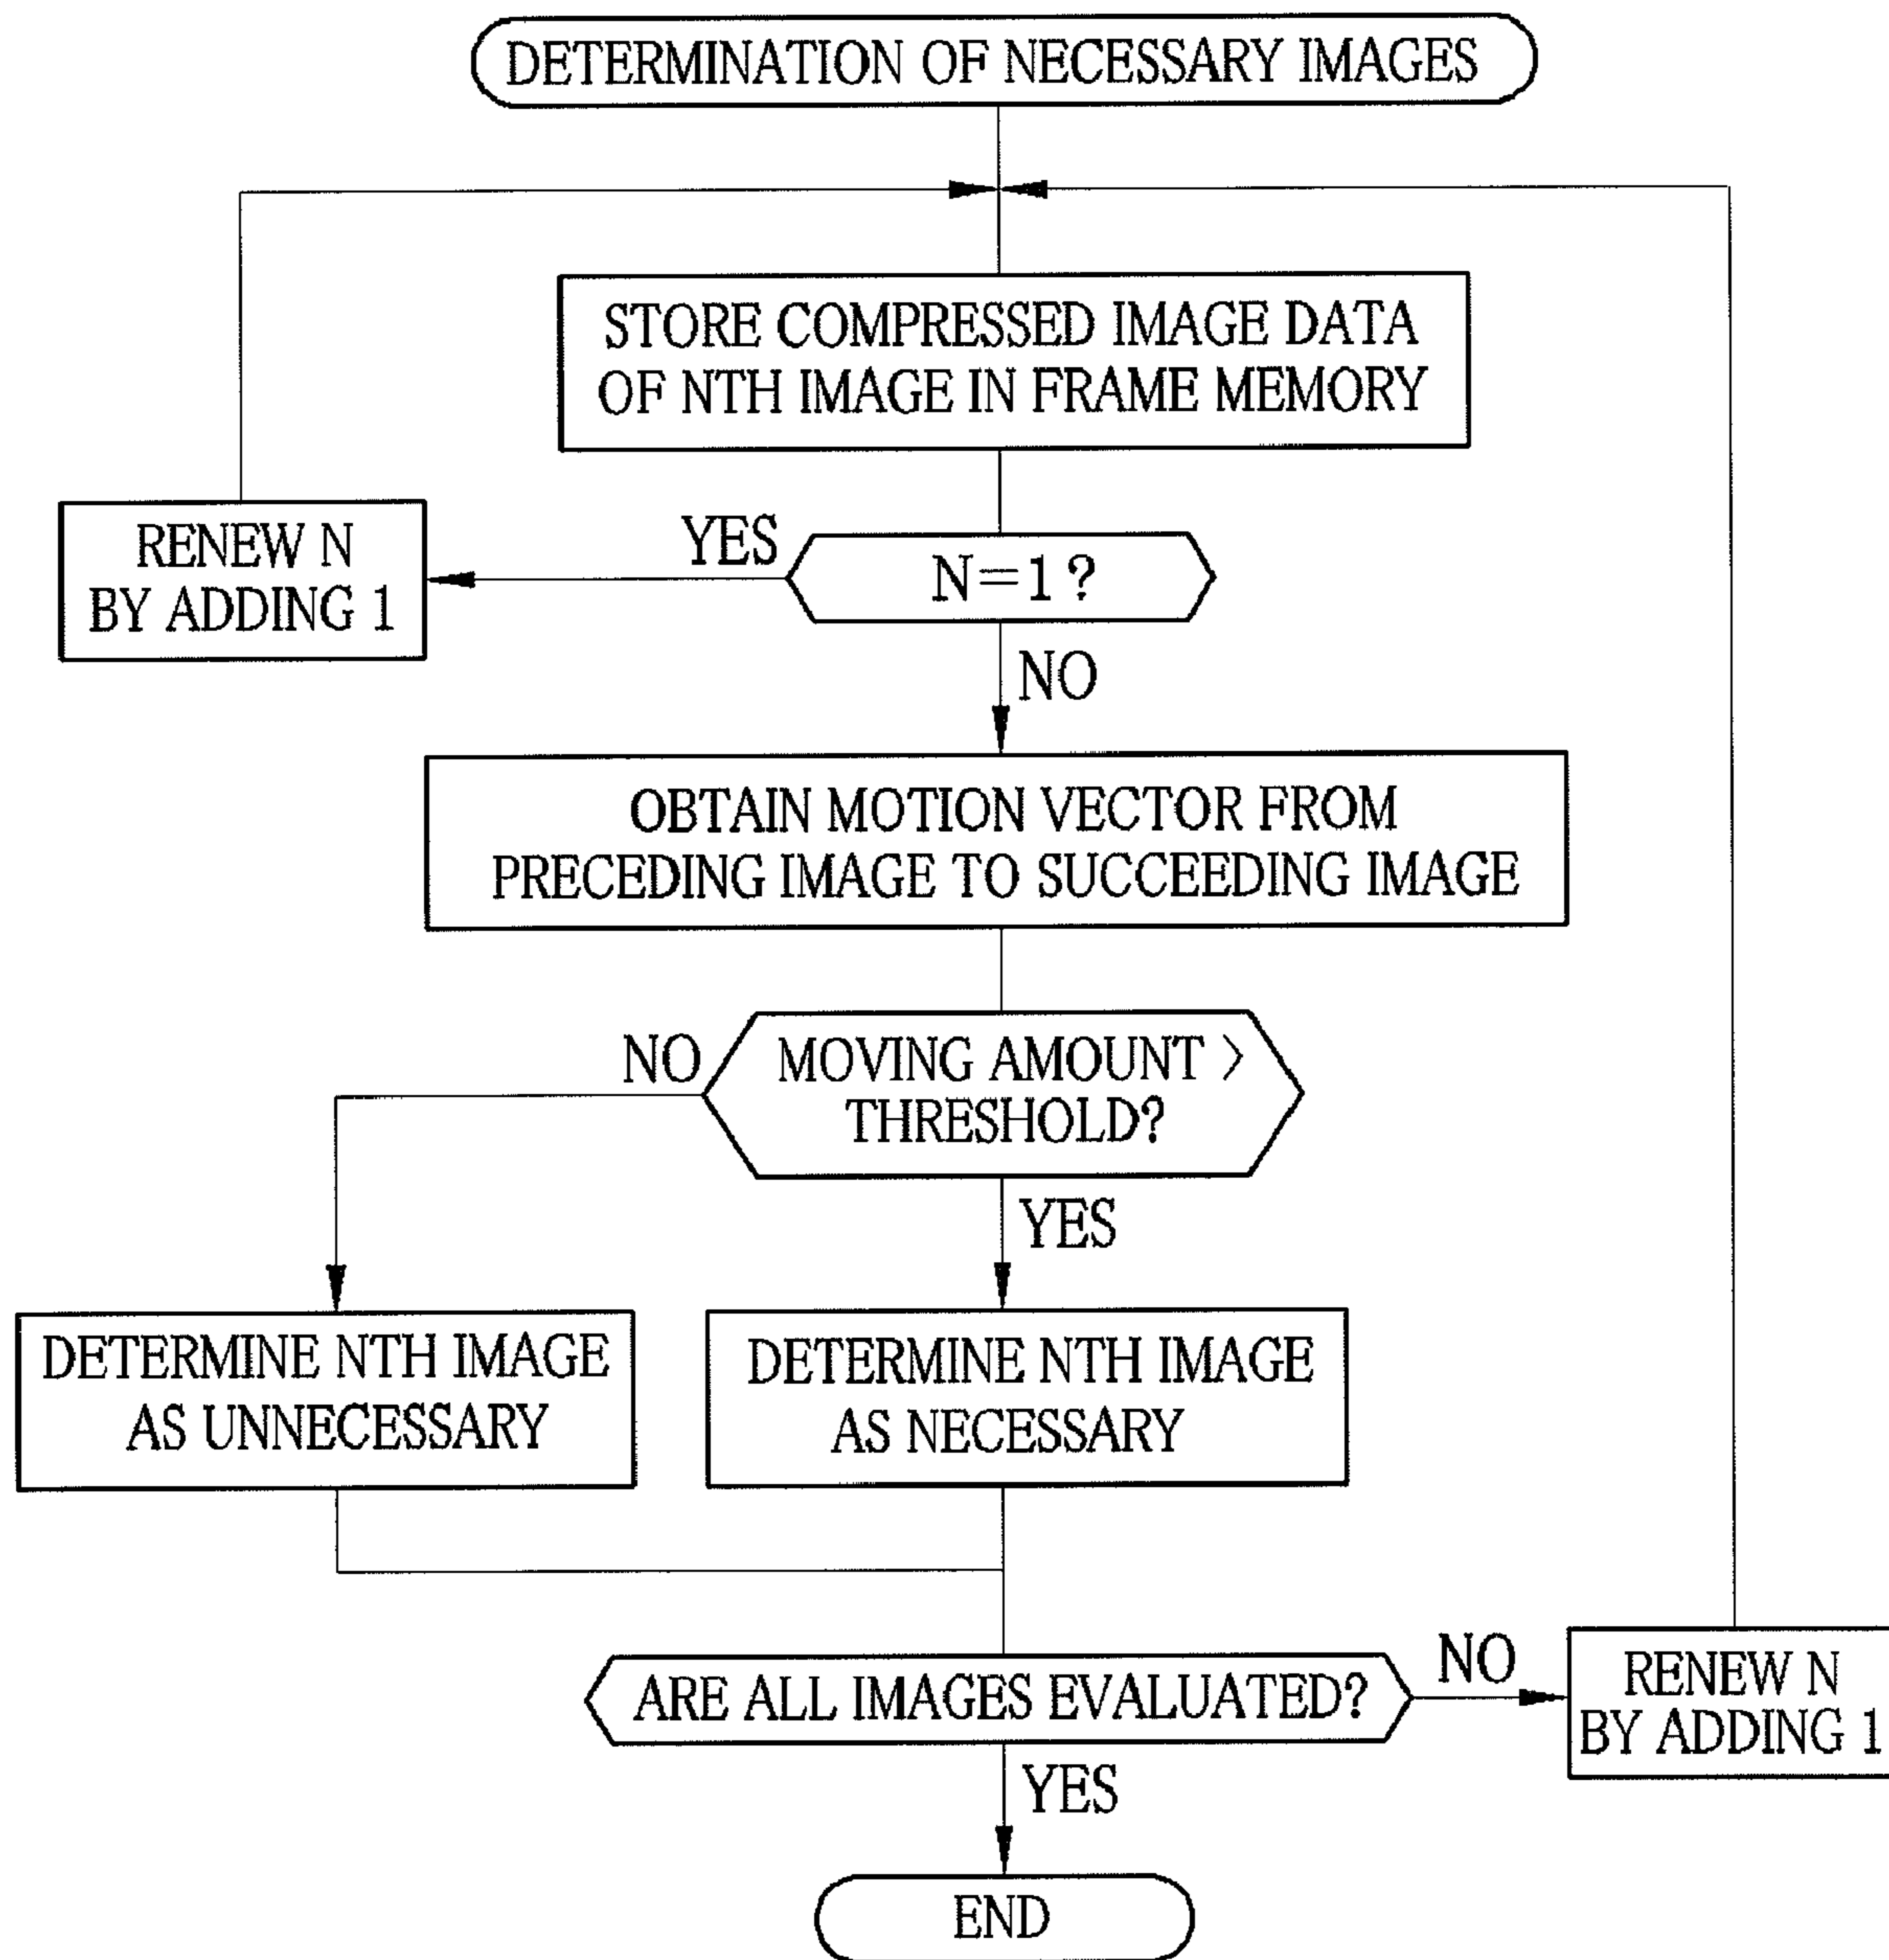 DETERMINATION OF NECESSARY IMAGES
STORE COMPRESSED IMAGE DATA
OF NTH IMAGE IN FRAME MEMORY
RENEW N
BY ADDING 1
YES
N=1?
NO
OBTAIN MOTION VECTOR FROM
PRECEDING IMAGE TO SUCCEEDING IMAGE
NO
MOVING AMOUNT >
THRESHOLD?
YES
DETERMINE NTH IMAGE
AS UNNECESSARY
DETERMINE NTH IMAGE
AS NECESSARY
ARE ALL IMAGES EVALUATED?
NO
RENEW N
BY ADDING 1
YES
END